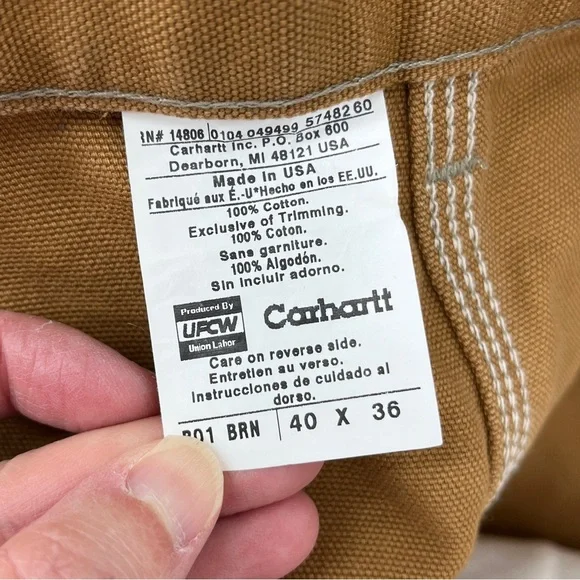 RN# 14806 0104 049499 5748260
Carhartt Inc. P.O. Box 600
Dearborn, MI 48121 USA
Made in USA
Fabriqué aux É.-U*Hecho en los EE.UU.
100% Cotton.
Exclusive of Trimming.
100% Coton.
Sans garniture.
100% Algodón.
Sin incluir adorno.
Produced By
UFCW
Union Labor
Carhartt
Care on reverse side.
Entretien au verso.
Instrucciones de cuidado al
dorso.
B01 BRN 40 X 36